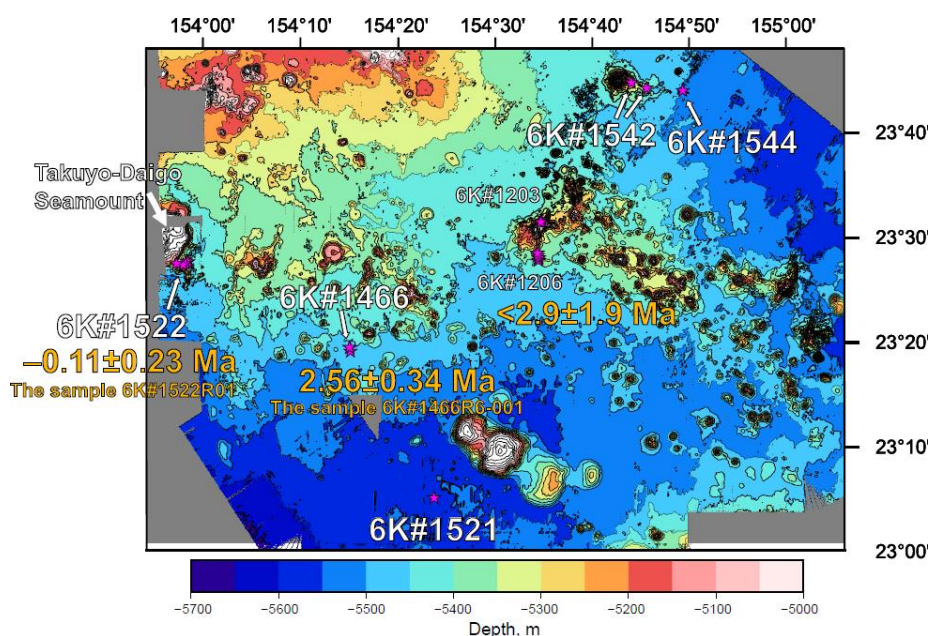 154°00' 154°10' 154°20' 154°30' 154°40' 154°50' 155°00'
6K#1542
6K#1544
23°40'
Takuyo-Daigo
Seamount
6K#1203
23°30'
6K#1466
6K#1206
6K#1522
<2.9±1.9 Ma
23°20'
−0.11±0.23 Ma
The sample 6K#1522R01
2.56±0.34 Ma
The sample 6K#1466R6-001
23°10'
6K#1521
23°00'
−5700 −5600 −5500 −5400 −5300 −5200 −5100 −5000
Depth, m